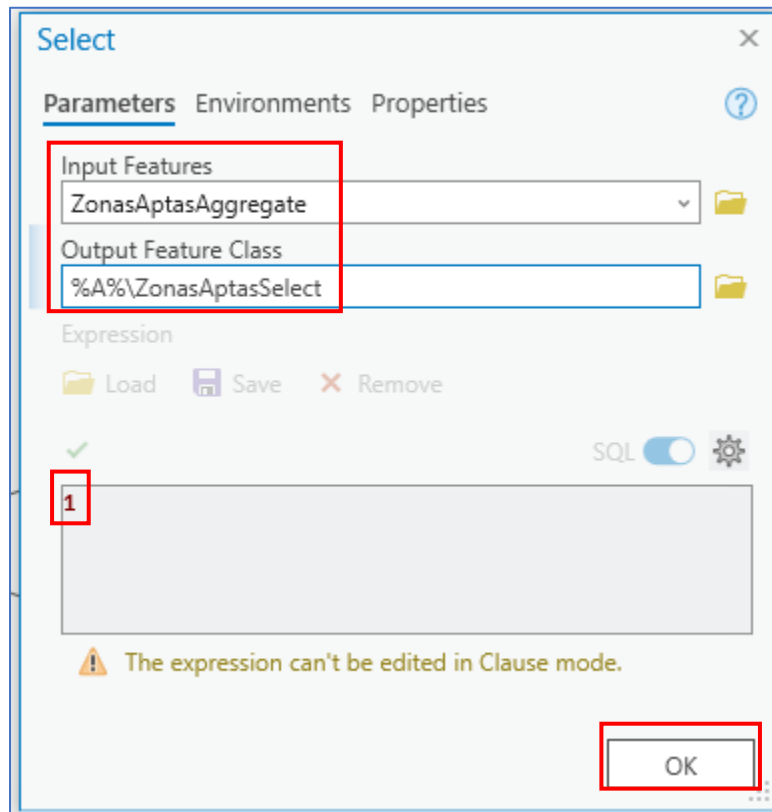 Select
Parameters Environments Properties
Input Features
ZonasAptasAggregate
Output Feature Class
%A%\ZonasAptasSelect
Expression
Load Save Remove
SQL
1
The expression can't be edited in Clause mode.
OK